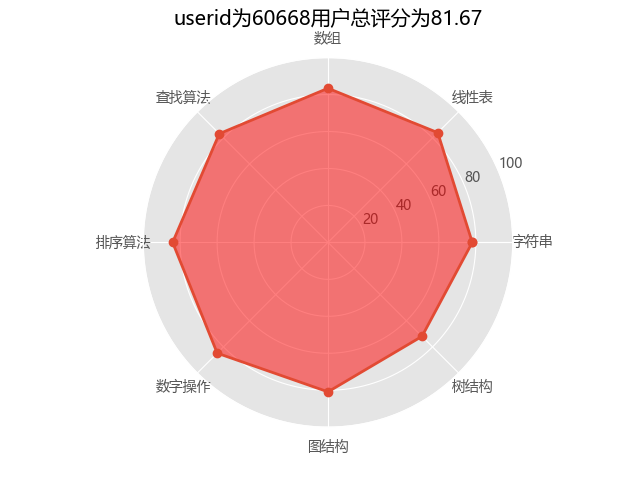 userid为60668用户总评分为81.67
数组
查找算法
线性表
100
80
60
40
20
排序算法
字符串
数字操作
树结构
图结构